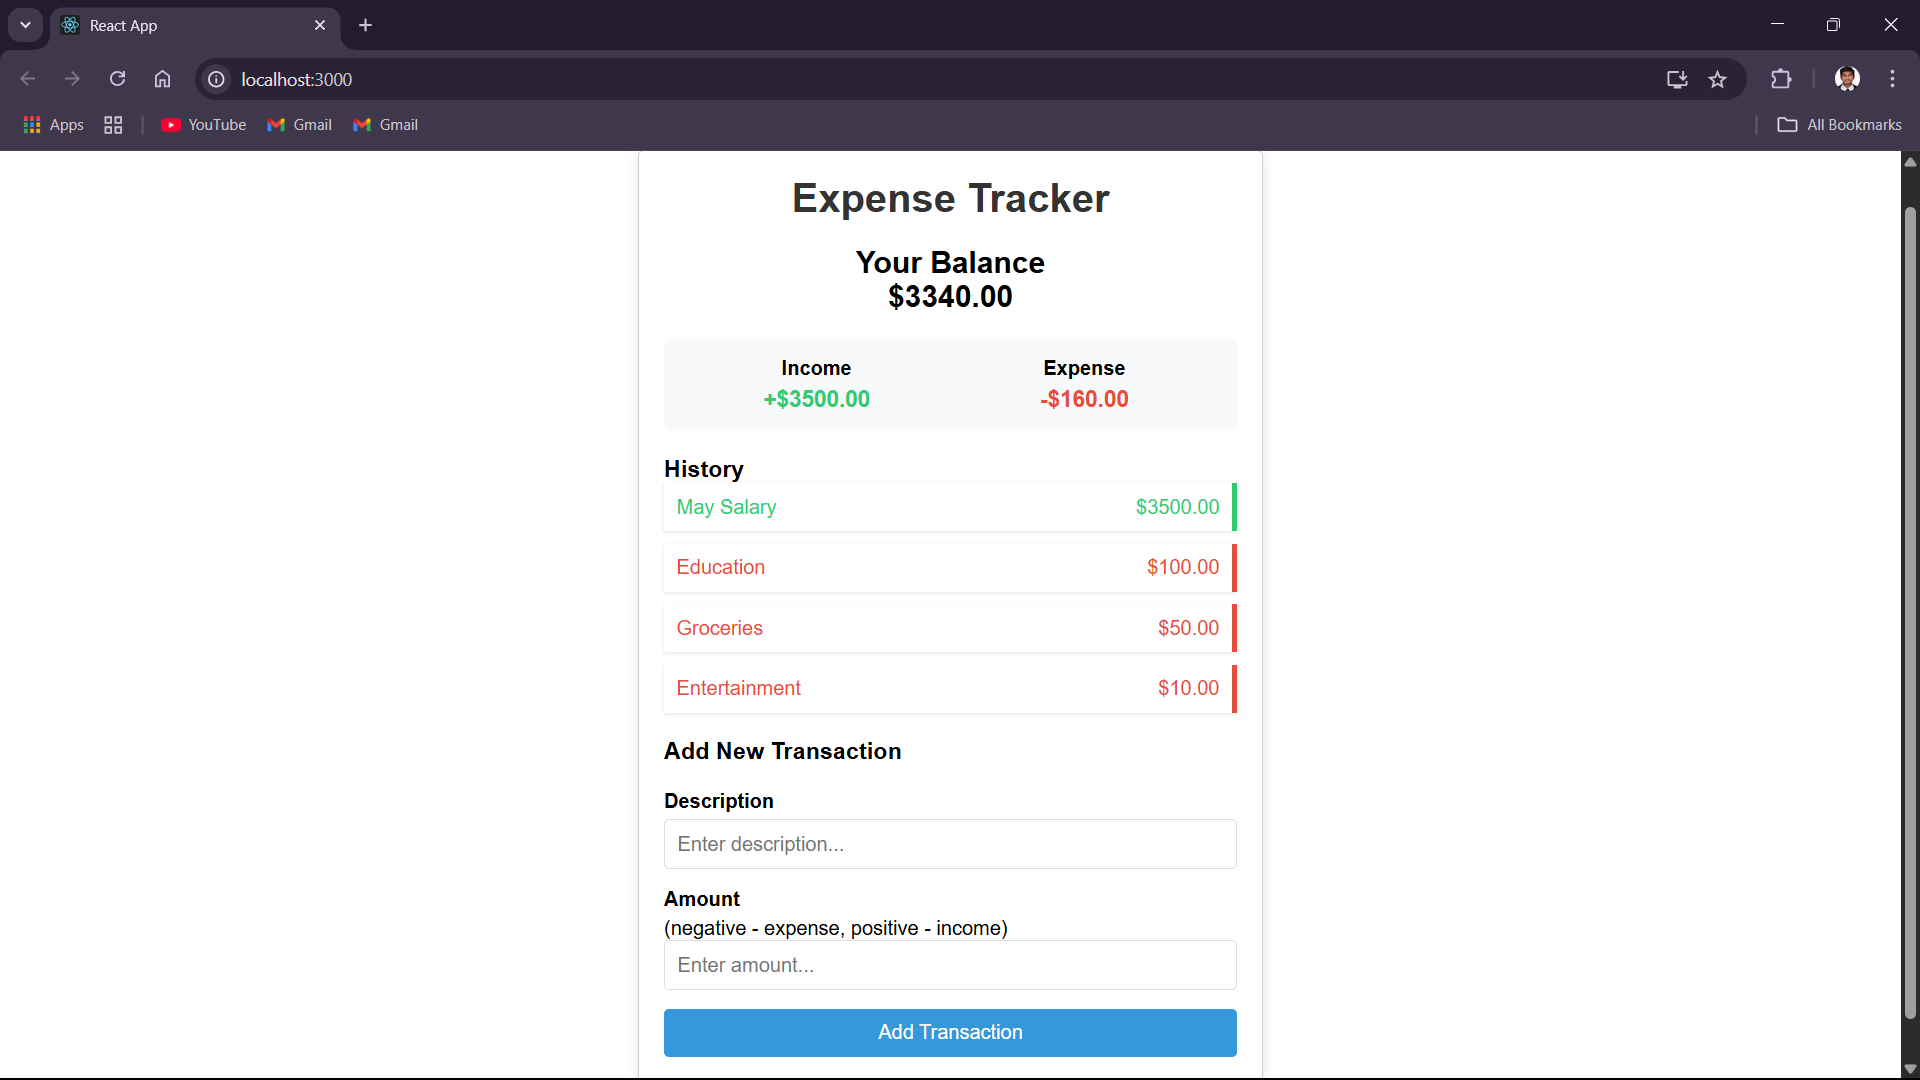 React App
localhost:3000
Apps
YouTube
Gmail
Gmail
All Bookmarks
Expense Tracker
Your Balance
$3340.00
Income
Expense
+$3500.00
-$160.00
History
May Salary $3500.00
Education $100.00
Groceries $50.00
Entertainment $10.00
Add New Transaction
Description
Enter description...
Amount
(negative - expense, positive - income)
Enter amount...
Add Transaction